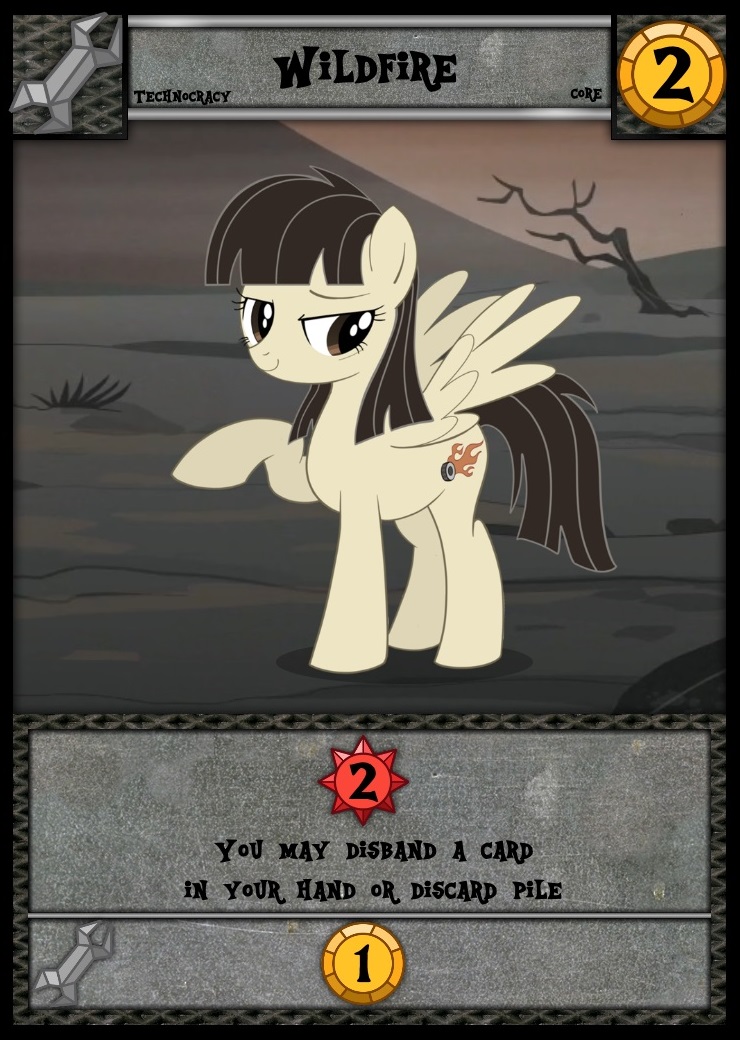 Wildfire
2
Technocracy
core
2
You may disband a card
in your hand or discard pile
1